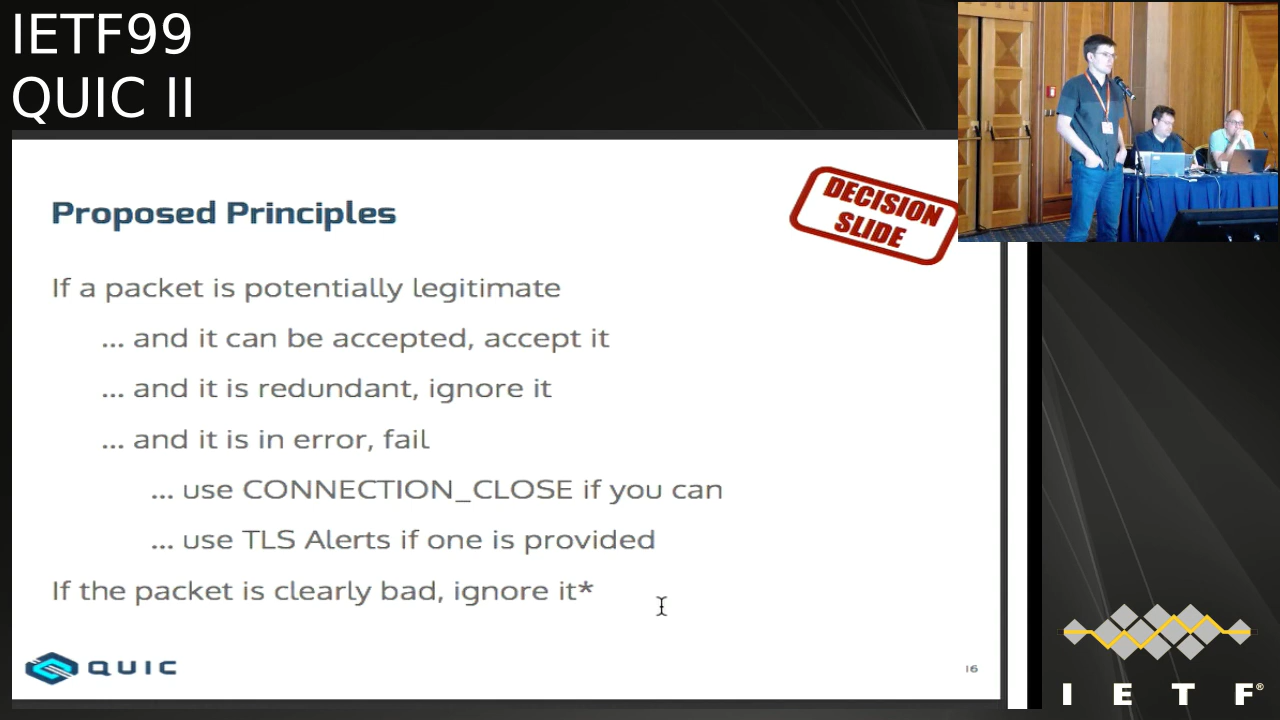 IETF99
QUIC II
Proposed Principles
DECISION
SLIDE
If a packet is potentially legitimate
... and it can be accepted, accept it
... and it is redundant, ignore it
... and it is in error, fail
... use CONNECTION_CLOSE if you can
... use TLS Alerts if one is provided
If the packet is clearly bad, ignore it*
QUIC
16
I E T F®